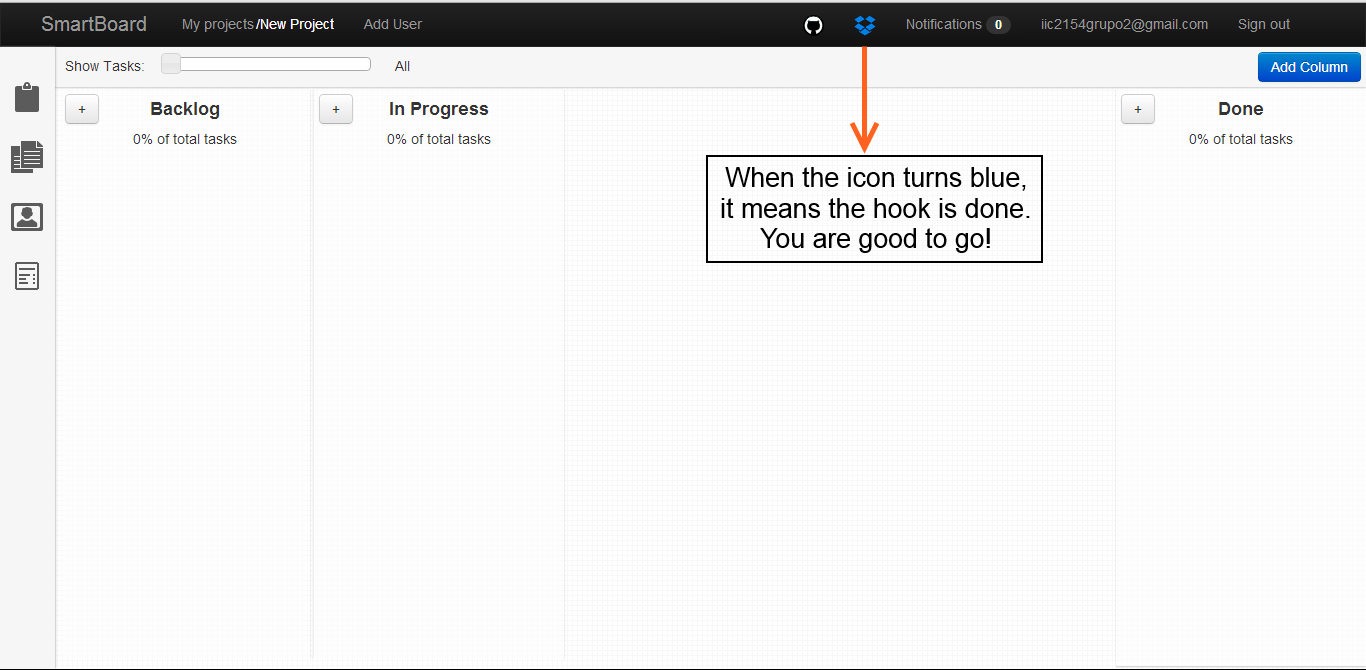 SmartBoard My projects/New Project Add User Notifications 0 iic2154grupo2@gmail.com Sign out
Show Tasks: All Add Column
+ Backlog + In Progress + Done
0% of total tasks 0% of total tasks 0% of total tasks
When the icon turns blue,
it means the hook is done.
You are good to go!